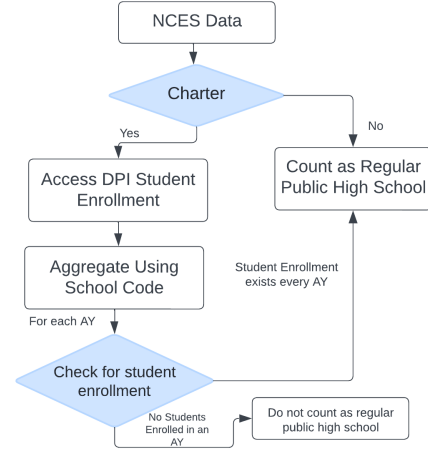 NCES Data
Charter
Yes
No
Access DPI Student
Enrollment
Count as Regular
Public High School
Aggregate Using
School Code
Student Enrollment
exists every AY
For each AY
Check for student
enrollment
No Students
Enrolled in an
AY
Do not count as regular
public high school